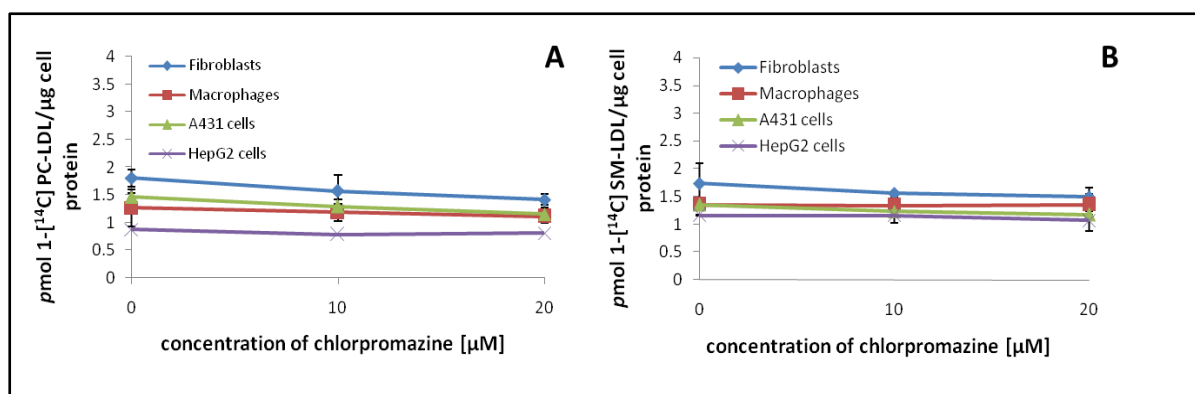 A
pmol 1-[¹⁴C] PC-LDL/µg cell
protein
4
3.5
3
2.5
2
1.5
1
0.5
0
Fibroblasts
Macrophages
A431 cells
HepG2 cells
0 10 20
concentration of chlorpromazine [µM]
B
pmol 1-[¹⁴C] SM-LDL/µg cell
protein
4
3.5
3
2.5
2
1.5
1
0.5
0
Fibroblasts
Macrophages
A431 cells
HepG2 cells
0 10 20
concentration of chlorpromazine [µM]